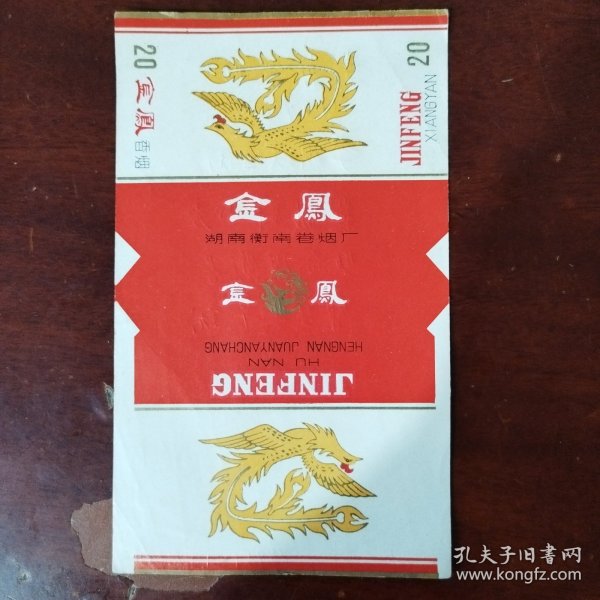 20 金鳳 香烟
20
JINFENG
XIANGYAN
金鳳
湖南衡南卷烟厂
金 鳳
HU NAN
HENGNAN JUANYANCHANG
JINFENG
孔夫子旧書网
www.kongfz.com